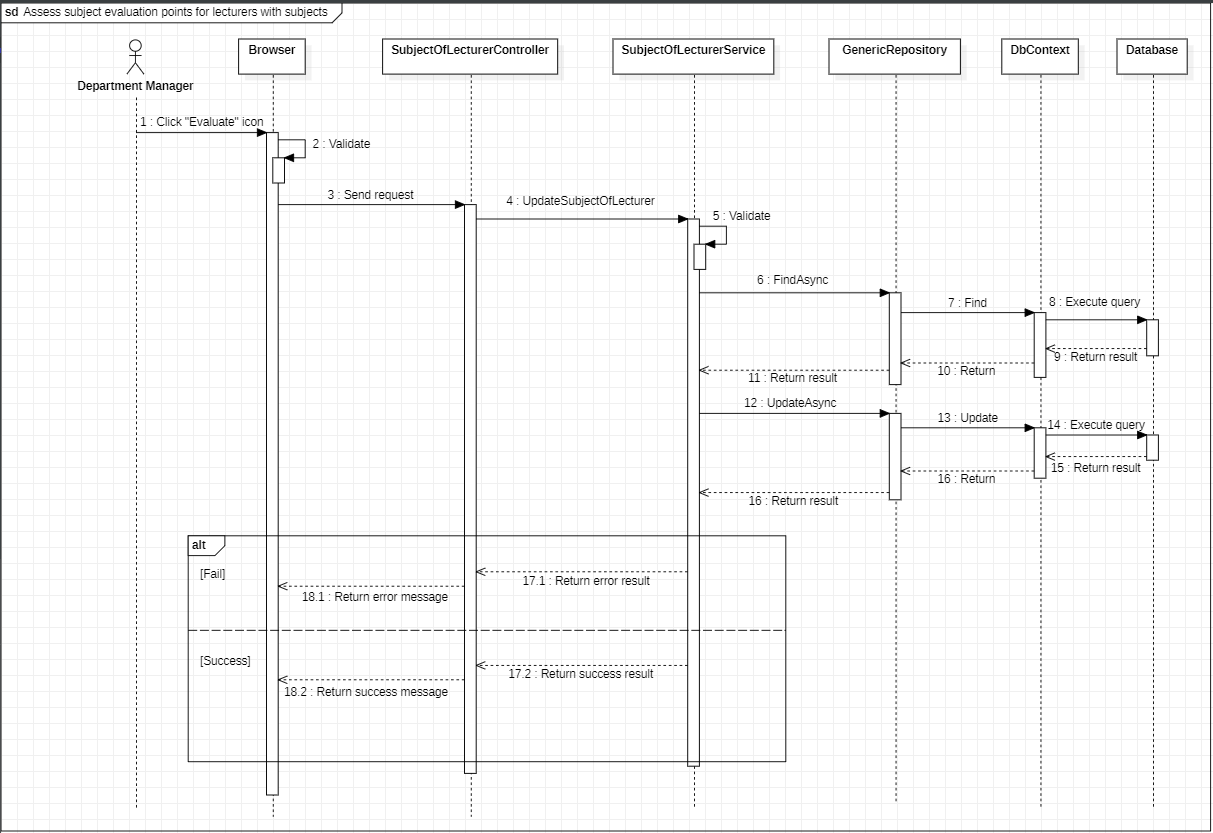 sd Assess subject evaluation points for lecturers with subjects
Browser
SubjectOfLecturerController
SubjectOfLecturerService
GenericRepository
DbContext
Database
Department Manager
1 : Click "Evaluate" icon
2 : Validate
3 : Send request
4 : UpdateSubjectOfLecturer
5 : Validate
6 : FindAsync
7 : Find
8 : Execute query
9 : Return result
10 : Return
11 : Return result
12 : UpdateAsync
13 : Update
14 : Execute query
15 : Return result
16 : Return
16 : Return result
alt
[Fail]
17.1 : Return error result
18.1 : Return error message
[Success]
17.2 : Return success result
18.2 : Return success message